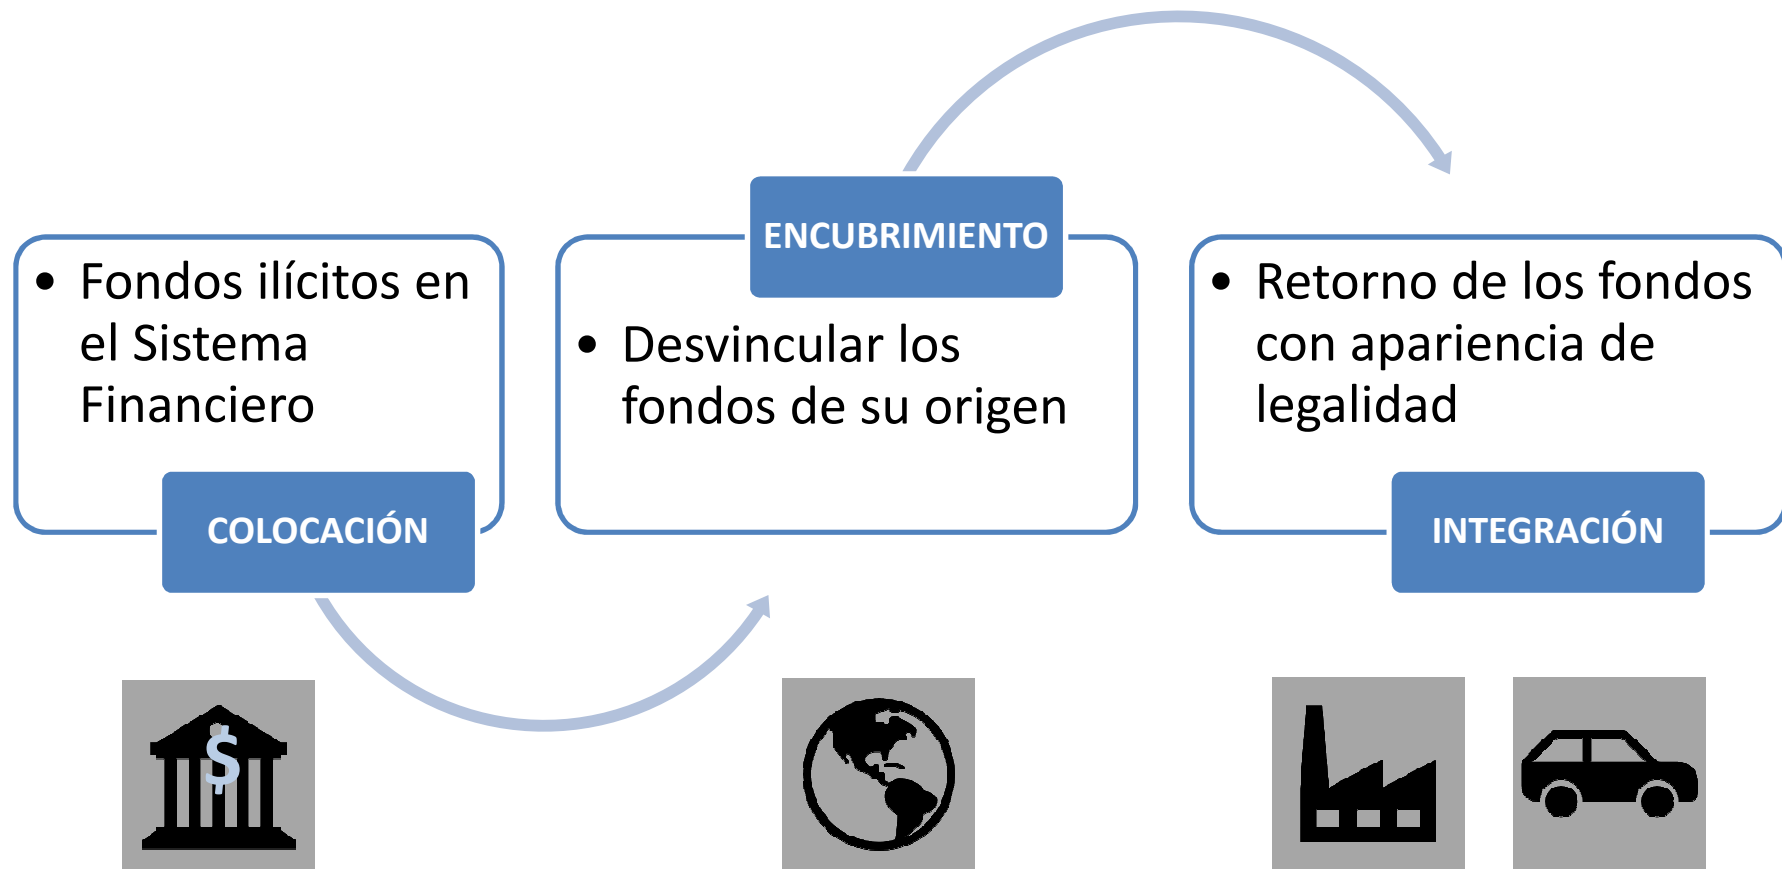 • Fondos ilícitos en
el Sistema
Financiero
COLOCACIÓN
ENCUBRIMIENTO
• Desvincular los
fondos de su origen
• Retorno de los fondos
con apariencia de
legalidad
INTEGRACIÓN
$